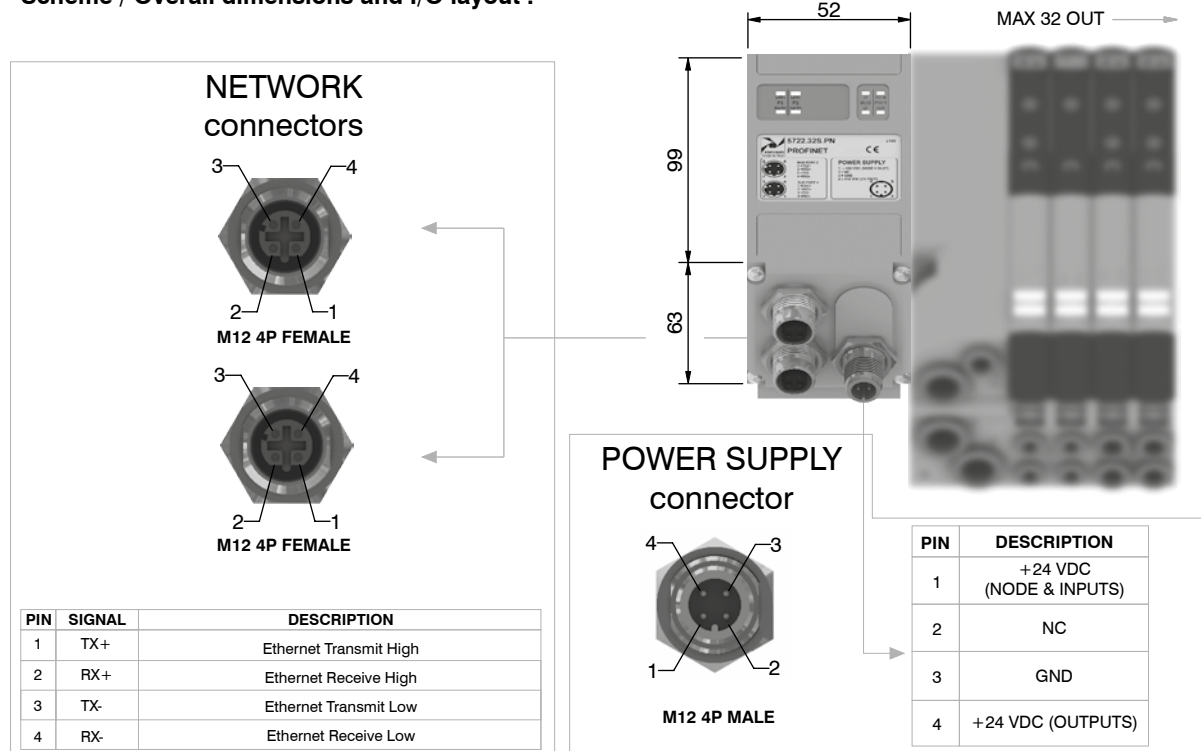 Scheme / Overall dimensions and I/O layout :
52
MAX 32 OUT
NETWORK
connectors
3
4
2
1
M12 4P FEMALE
3
4
2
1
M12 4P FEMALE
PIN SIGNAL DESCRIPTION
1 TX+ Ethernet Transmit High
2 RX+ Ethernet Receive High
3 TX- Ethernet Transmit Low
4 RX- Ethernet Receive Low
99
63
5722.32S.PN
PROFINET
CE
POWER SUPPLY
POWER SUPPLY
connector
4
3
1
2
M12 4P MALE
PIN DESCRIPTION
1 +24 VDC
(NODE & INPUTS)
2 NC
3 GND
4 +24 VDC (OUTPUTS)